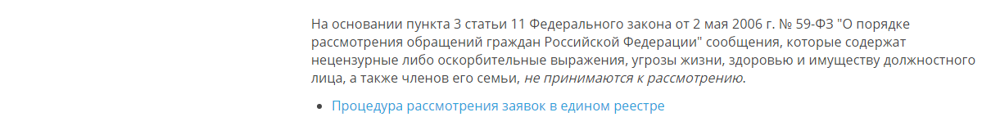 На основании пункта 3 статьи 11 Федерального закона от 2 мая 2006 г. № 59-ФЗ "О порядке
рассмотрения обращений граждан Российской Федерации" сообщения, которые содержат
нецензурные либо оскорбительные выражения, угрозы жизни, здоровью и имуществу должностного
лица, а также членов его семьи, не принимаются к рассмотрению.
• Процедура рассмотрения заявок в едином реестре